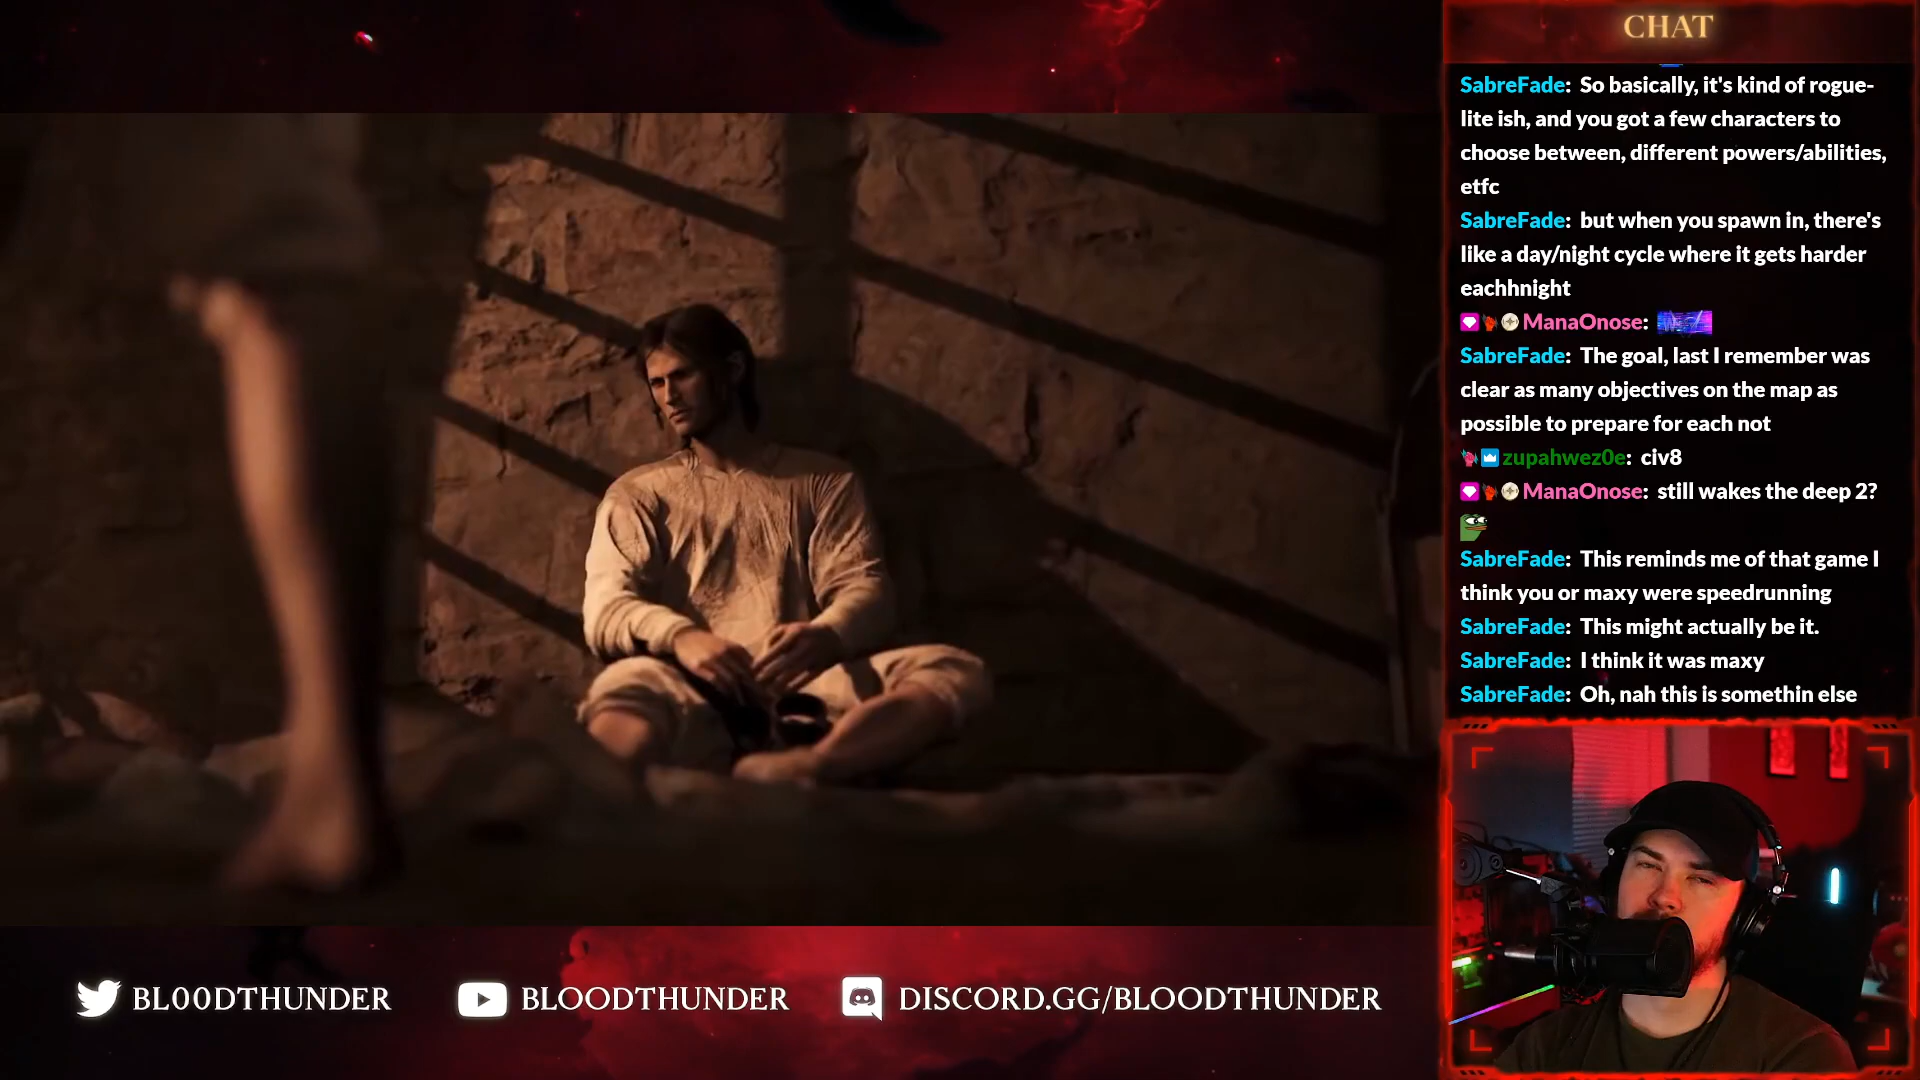 CHAT
SabreFade: So basically, it's kind of rogue-
lite ish, and you got a few characters to
choose between, different powers/abilities,
etfc
SabreFade: but when you spawn in, there's
like a day/night cycle where it gets harder
eachhnight
ManaOnose:
SabreFade: The goal, last I remember was
clear as many objectives on the map as
possible to prepare for each not
zupahwez0e: civ8
ManaOnose: still wakes the deep 2?
SabreFade: This reminds me of that game I
think you or maxy were speedrunning
SabreFade: This might actually be it.
SabreFade: I think it was maxy
SabreFade: Oh, nah this is somethin else
BL00DTHUNDER
BLOODTHUNDER
DISCORD.GG/BLOODTHUNDER